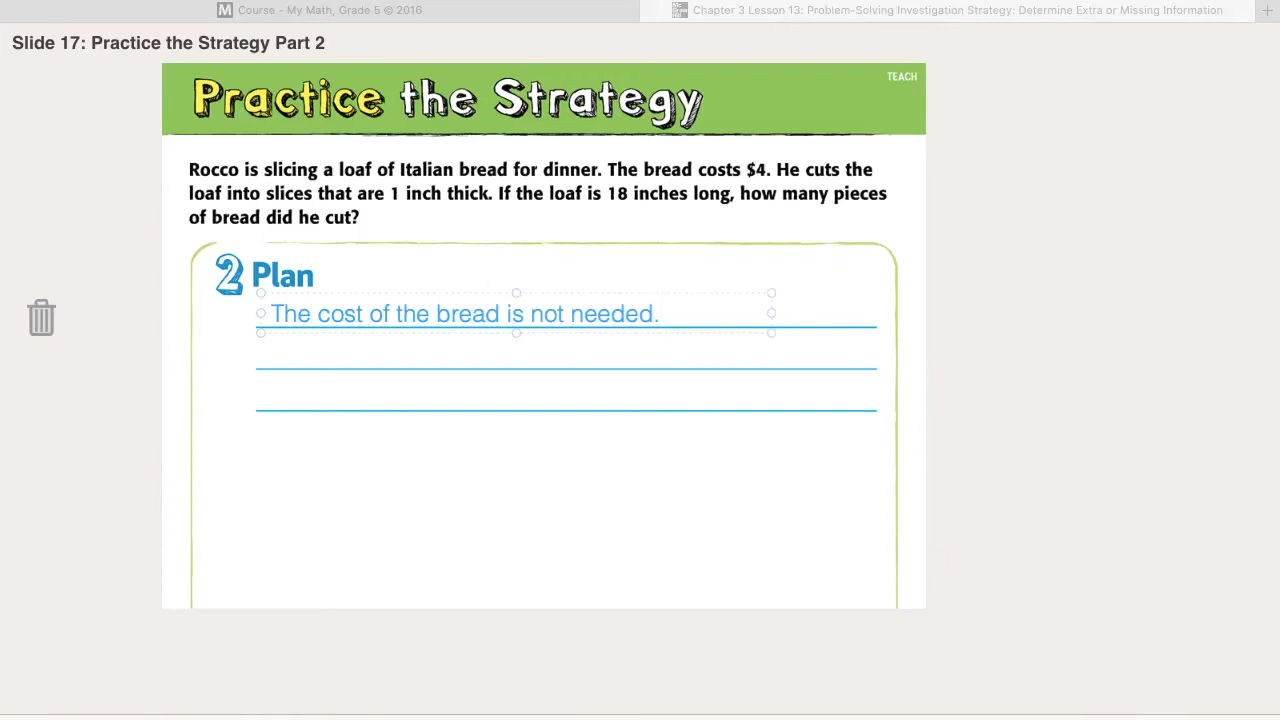 M Course - My Math, Grade 5 © 2016
Chapter 3 Lesson 13: Problem-Solving Investigation Strategy: Determine Extra or Missing Information
Slide 17: Practice the Strategy Part 2
TEACH
Practice the Strategy
Rocco is slicing a loaf of Italian bread for dinner. The bread costs $4. He cuts the
loaf into slices that are 1 inch thick. If the loaf is 18 inches long, how many pieces
of bread did he cut?
2 Plan
The cost of the bread is not needed.